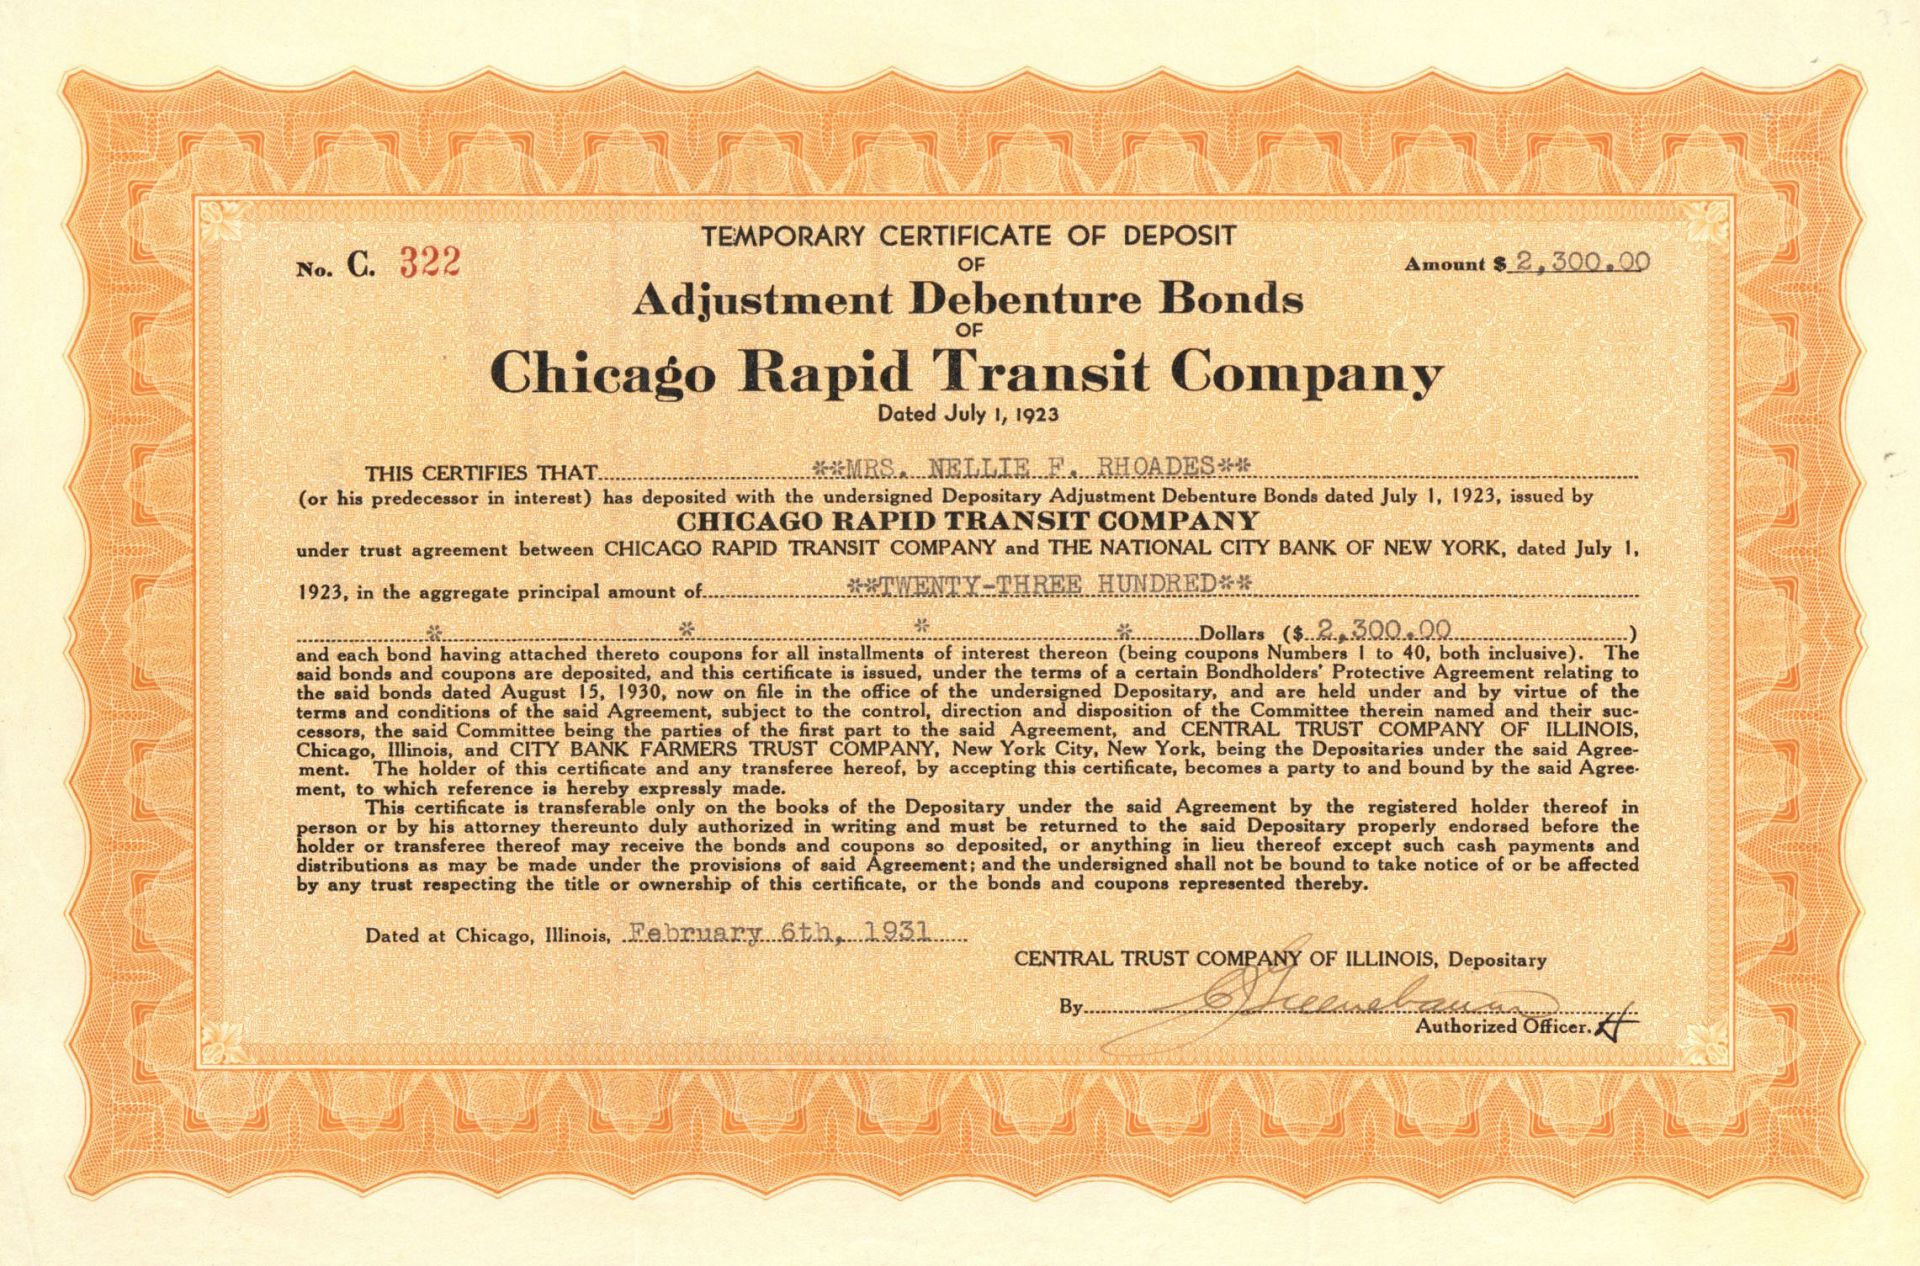 TEMPORARY CERTIFICATE OF DEPOSIT
No. C. 322
OF
Amount $ 2,300.00
Adjustment Debenture Bonds
OF
Chicago Rapid Transit Company
Dated July 1, 1923
THIS CERTIFIES THAT **MRS. NELLIE F. RHOADES**
(or his predecessor in interest) has deposited with the undersigned Depositary Adjustment Debenture Bonds dated July 1, 1923, issued by
CHICAGO RAPID TRANSIT COMPANY
under trust agreement between CHICAGO RAPID TRANSIT COMPANY and THE NATIONAL CITY BANK OF NEW YORK, dated July 1,
1923, in the aggregate principal amount of **TWENTY-THREE HUNDRED**
* * * * Dollars ($ 2,300.00 )
and each bond having attached thereto coupons for all installments of interest thereon (being coupons Numbers 1 to 40, both inclusive). The
said bonds and coupons are deposited, and this certificate is issued, under the terms of a certain Bondholders' Protective Agreement relating to
the said bonds dated August 15, 1930, now on file in the office of the undersigned Depositary, and are held under and by virtue of the
terms and conditions of the said Agreement, subject to the control, direction and disposition of the Committee therein named and their suc-
cessors, the said Committee being the parties of the first part to the said Agreement, and CENTRAL TRUST COMPANY OF ILLINOIS,
Chicago, Illinois, and CITY BANK FARMERS TRUST COMPANY, New York City, New York, being the Depositaries under the said Agree-
ment. The holder of this certificate and any transferee hereof, by accepting this certificate, becomes a party to and bound by the said Agree-
ment, to which reference is hereby expressly made.
This certificate is transferable only on the books of the Depositary under the said Agreement by the registered holder thereof in
person or by his attorney thereunto duly authorized in writing and must be returned to the said Depositary properly endorsed before the
holder or transferee thereof may receive the bonds and coupons so deposited, or anything in lieu thereof except such cash payments and
distributions as may be made under the provisions of said Agreement; and the undersigned shall not be bound to take notice of or be affected
by any trust respecting the title or ownership of this certificate, or the bonds and coupons represented thereby.
Dated at Chicago, Illinois, February 6th, 1931
CENTRAL TRUST COMPANY OF ILLINOIS, Depositary
By Greenebaum
Authorized Officer. H